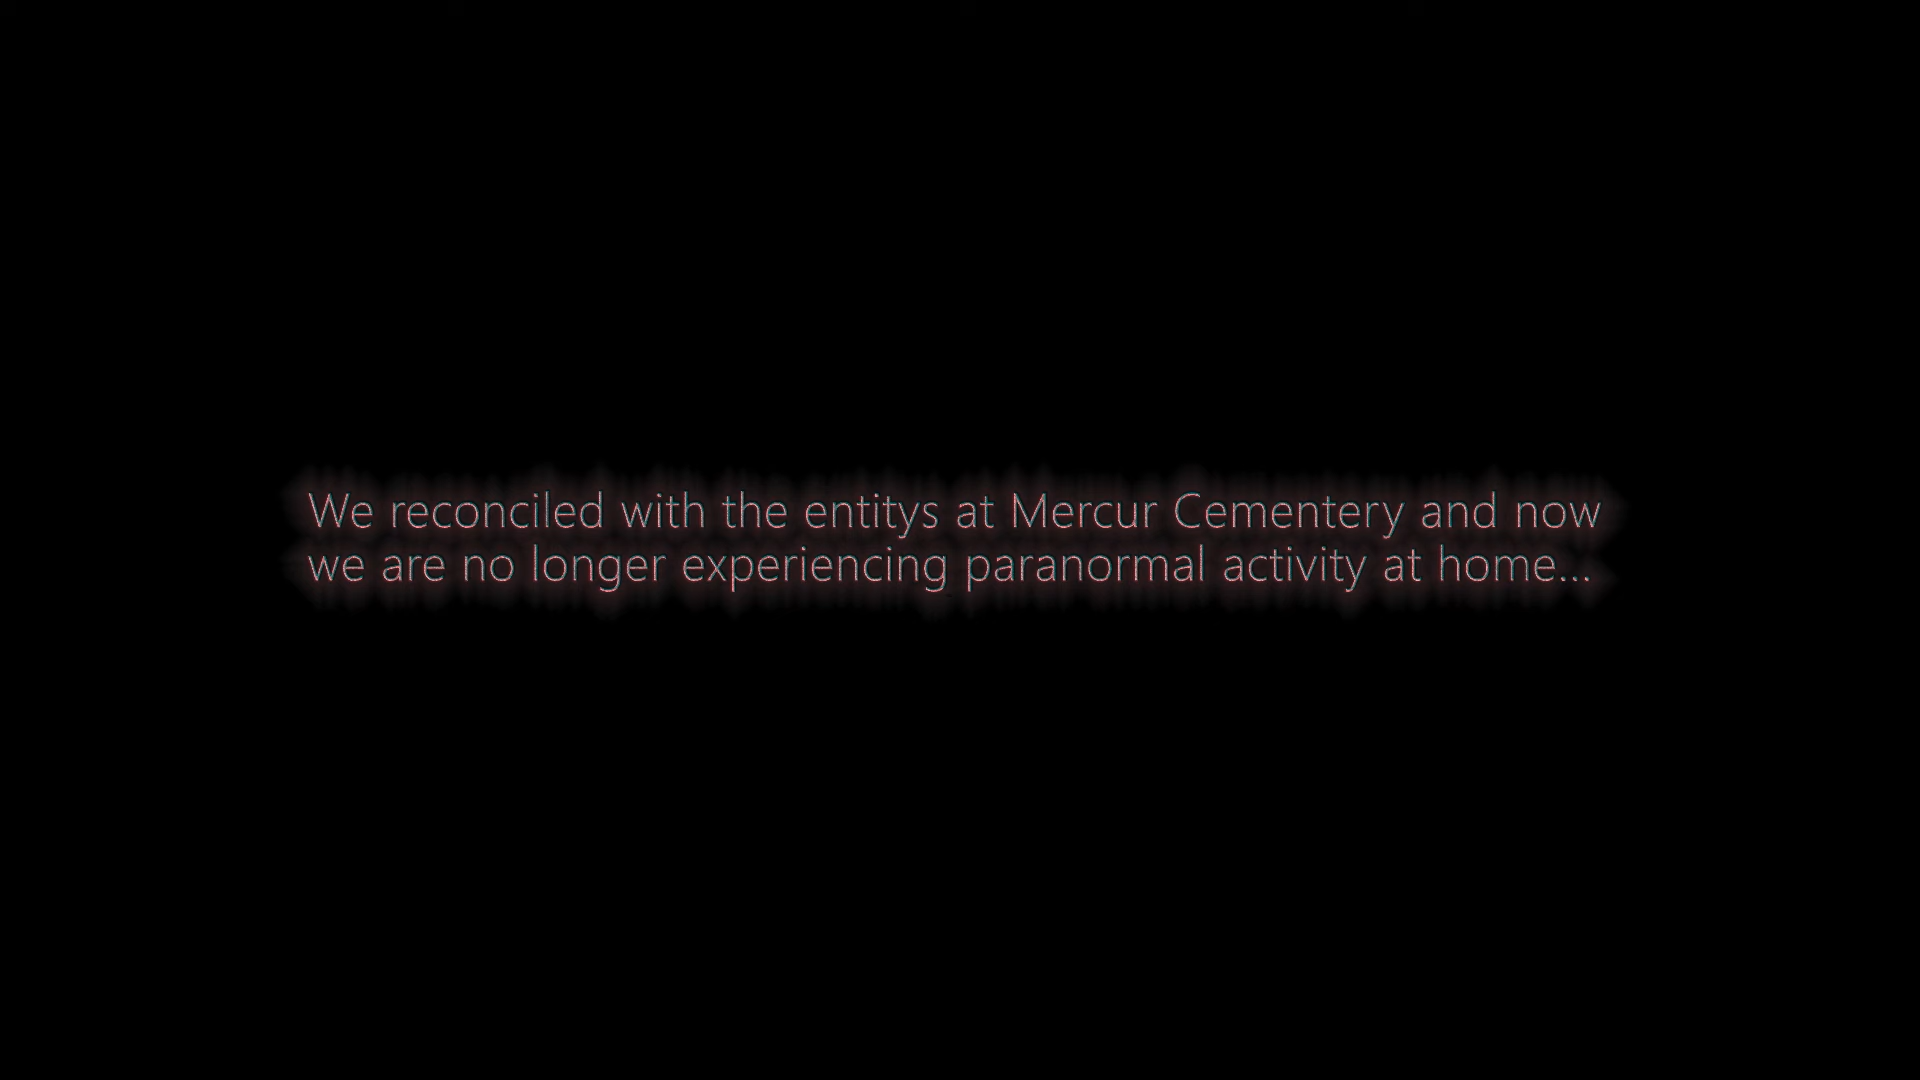 We reconciled with the entitys at Mercur Cementery and now
we are no longer experiencing paranormal activity at home...